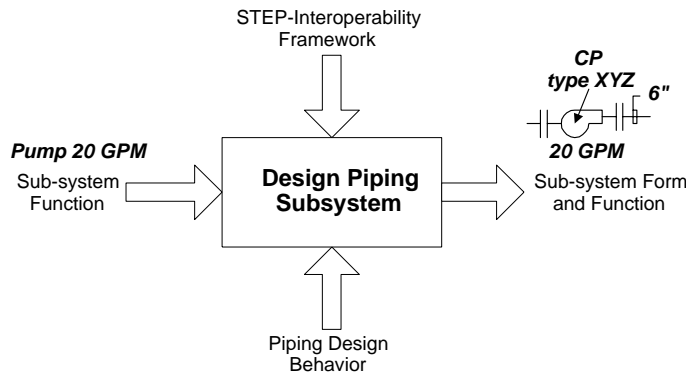 STEP-Interoperability
Framework
CP
type XYZ
6"
Pump 20 GPM
Sub-system
Function
Design Piping
Subsystem
20 GPM
Sub-system Form
and Function
Piping Design
Behavior